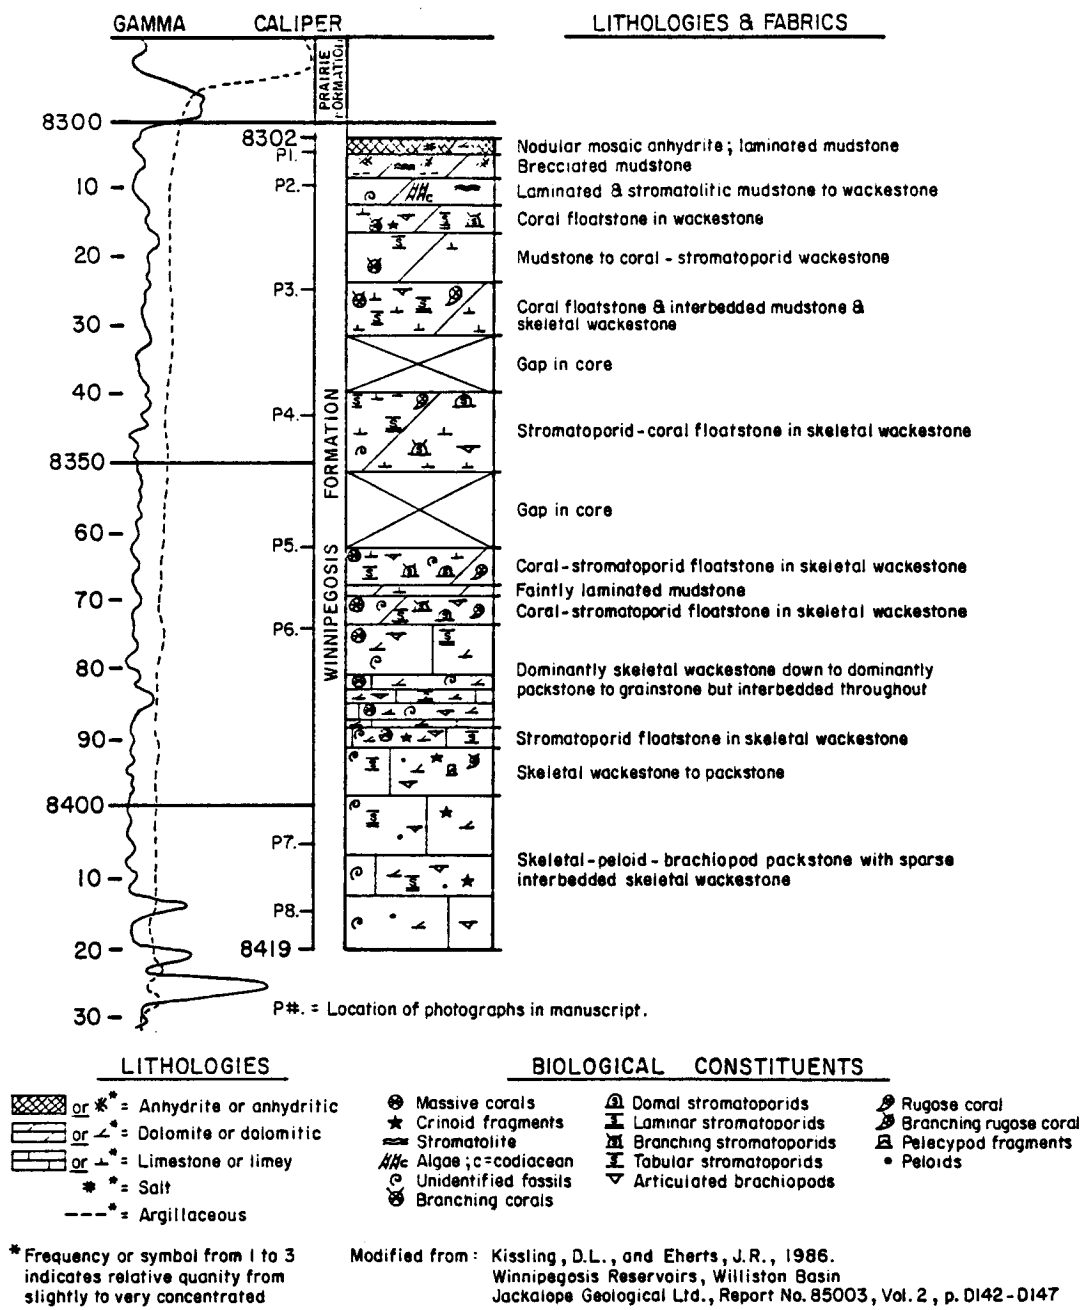 GAMMA CALIPER LITHOLOGIES & FABRICS
PRAIRIE FORMATION
8300
8302
P1.
Nodular mosaic anhydrite; laminated mudstone
Brecciated mudstone
10
P2.
Laminated & stromatolitic mudstone to wackestone
Coral floatstone in wackestone
20
Mudstone to coral-stromatoporid wackestone
P3.
30
Coral floatstone & interbedded mudstone &
skeletal wackestone
Gap in core
40
P4.
Stromatoporid-coral floatstone in skeletal wackestone
8350
WINNIPEGOSIS FORMATION
Gap in core
60
P5.
Coral-stromatoporid floatstone in skeletal wackestone
Faintly laminated mudstone
70
Coral-stromatoporid floatstone in skeletal wackestone
P6.
80
Dominantly skeletal wackestone down to dominantly
packstone to grainstone but interbedded throughout
90
Stromatoporid floatstone in skeletal wackestone
Skeletal wackestone to packstone
8400
P7.
10
Skeletal-peloid-brachiopod packstone with sparse
interbedded skeletal wackestone
P8.
20
8419
30
P#. = Location of photographs in manuscript.
LITHOLOGIES
or * = Anhydrite or anhydritic
or * = Dolomite or dolomitic
or * = Limestone or limey
* = Salt
* = Argillaceous
* Frequency or symbol from 1 to 3
indicates relative quanity from
slightly to very concentrated
BIOLOGICAL CONSTITUENTS
Massive corals
Crinoid fragments
Stromatolite
Algae; c=codiacean
Unidentified fossils
Branching corals
Domal stromatoporids
Laminar stromatoporids
Branching stromatoporids
Tabular stromatoporids
Articulated brachiopods
Rugose coral
Branching rugose coral
Pelecypod fragments
Peloids
Modified from: Kissling, D.L., and Eherts, J.R., 1986.
Winnipegosis Reservoirs, Williston Basin
Jackalope Geological Ltd., Report No. 85003, Vol. 2, p. D142-D147